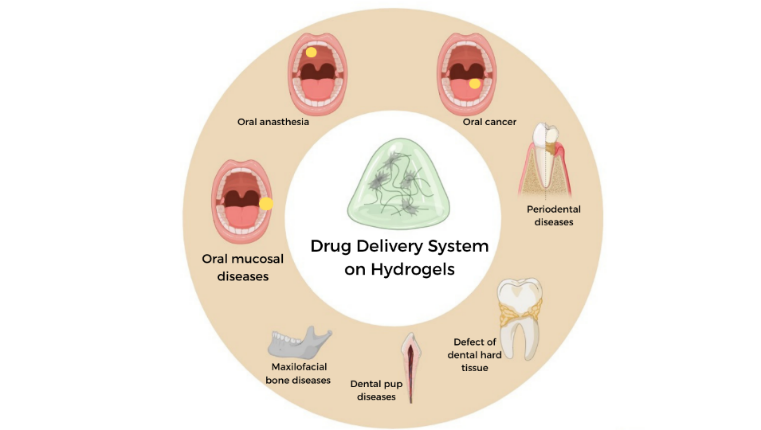 Oral anasthesia
Oral cancer
Periodental
diseases
Oral mucosal
diseases
Drug Delivery System
on Hydrogels
Defect of
dental hard
tissue
Maxilofacial
bone diseases
Dental pup
diseases